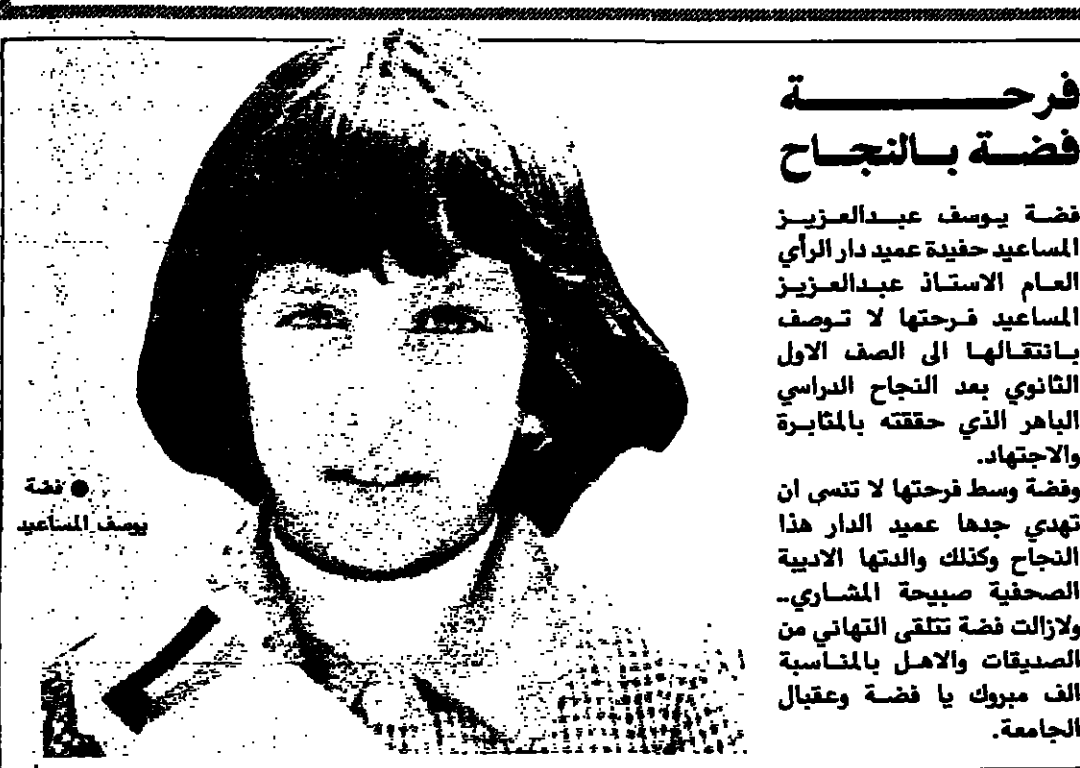 فرحة
فضة بالنجاح
فضة يوسف عبدالعزيز
المساعيد حفيدة عميد دار الرأي
العام الاستاذ عبدالعزيز
المساعيد فرحتها لا توصف
بانتقالها الى الصف الاول
الثانوي بعد النجاح الدراسي
الباهر الذي حققته بالمثابرة
والاجتهاد.
وفضة وسط فرحتها لا تنسى ان
تهدي جدها عميد الدار هذا
النجاح وكذلك والدتها الاديبة
الصحفية صبيحة المشاري..
ولازالت فضة تتلقى التهاني من
الصديقات والاهل بالمناسبة
الف مبروك يا فضة وعقبال
الجامعة.
● فضة
يوسف المساعيد